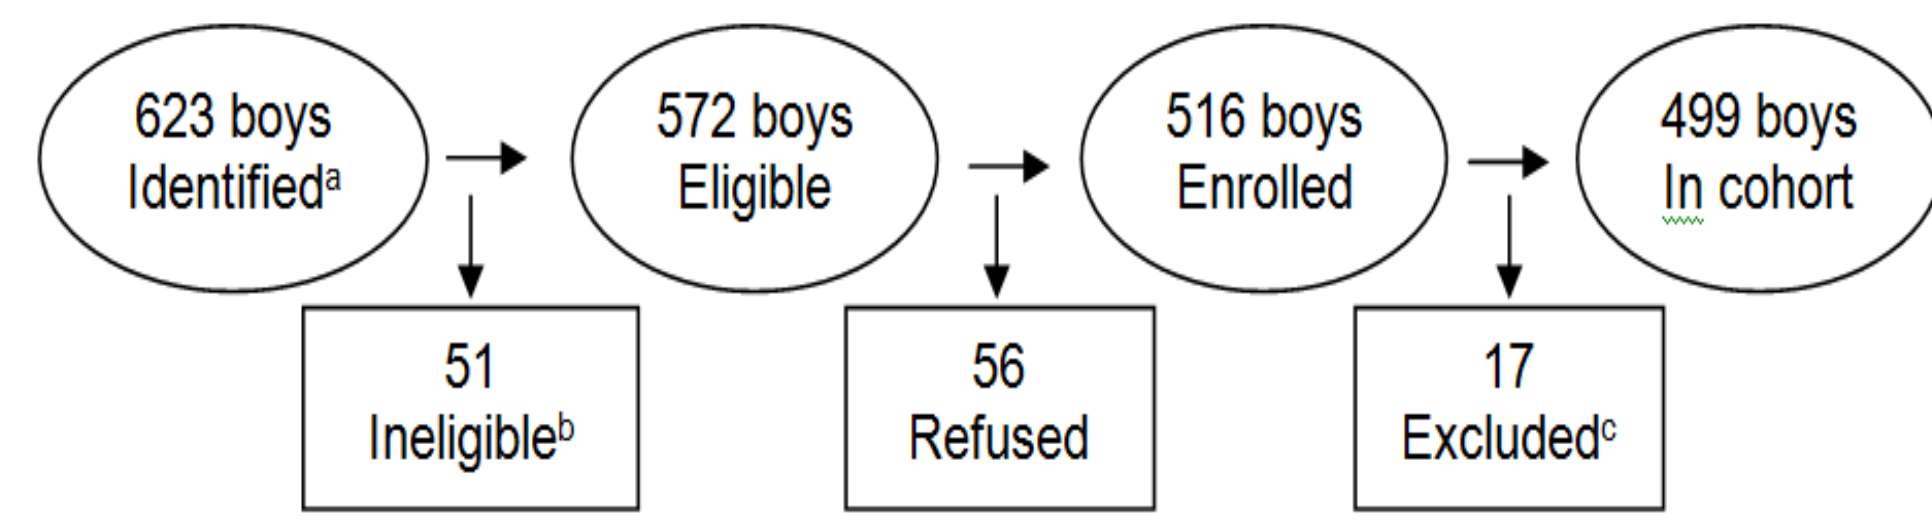 623 boys
Identifiedᵃ
572 boys
Eligible
516 boys
Enrolled
499 boys
In cohort
51
Ineligibleᵇ
56
Refused
17
Excludedᶜ